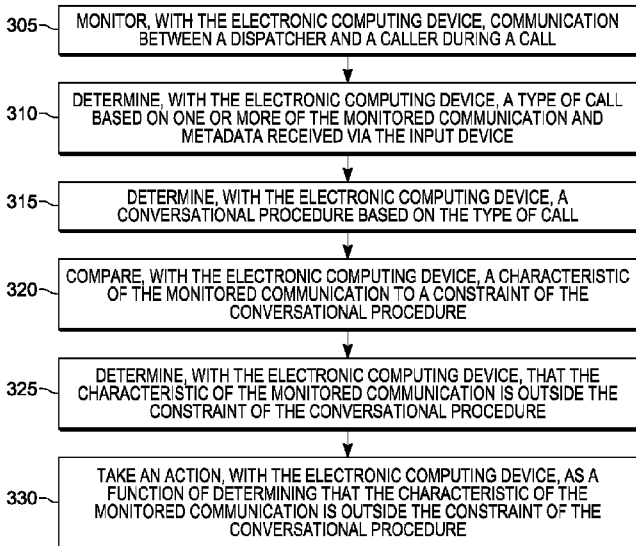 305
MONITOR, WITH THE ELECTRONIC COMPUTING DEVICE, COMMUNICATION
BETWEEN A DISPATCHER AND A CALLER DURING A CALL
310
DETERMINE, WITH THE ELECTRONIC COMPUTING DEVICE, A TYPE OF CALL
BASED ON ONE OR MORE OF THE MONITORED COMMUNICATION AND
METADATA RECEIVED VIA THE INPUT DEVICE
315
DETERMINE, WITH THE ELECTRONIC COMPUTING DEVICE, A
CONVERSATIONAL PROCEDURE BASED ON THE TYPE OF CALL
320
COMPARE, WITH THE ELECTRONIC COMPUTING DEVICE, A CHARACTERISTIC
OF THE MONITORED COMMUNICATION TO A CONSTRAINT OF THE
CONVERSATIONAL PROCEDURE
325
DETERMINE, WITH THE ELECTRONIC COMPUTING DEVICE, THAT THE
CHARACTERISTIC OF THE MONITORED COMMUNICATION IS OUTSIDE THE
CONSTRAINT OF THE CONVERSATIONAL PROCEDURE
330
TAKE AN ACTION, WITH THE ELECTRONIC COMPUTING DEVICE, AS A
FUNCTION OF DETERMINING THAT THE CHARACTERISTIC OF THE
MONITORED COMMUNICATION IS OUTSIDE THE CONSTRAINT OF THE
CONVERSATIONAL PROCEDURE